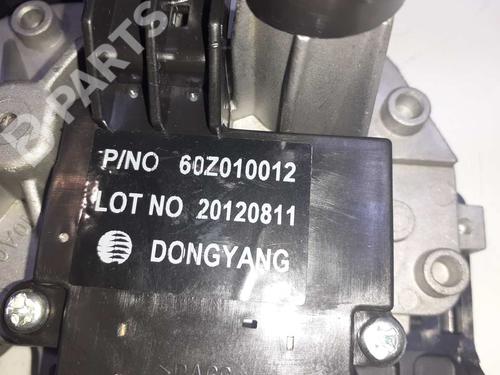 B-PARTS
P/NO 60Z010012
LOT NO 20120811
DONGYANG